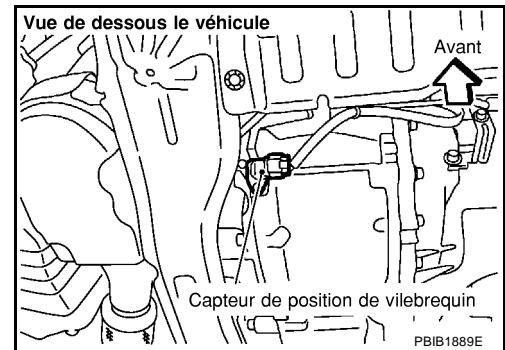 Vue de dessous le véhicule
Avant
Capteur de position de vilebrequin
PBIB1889E